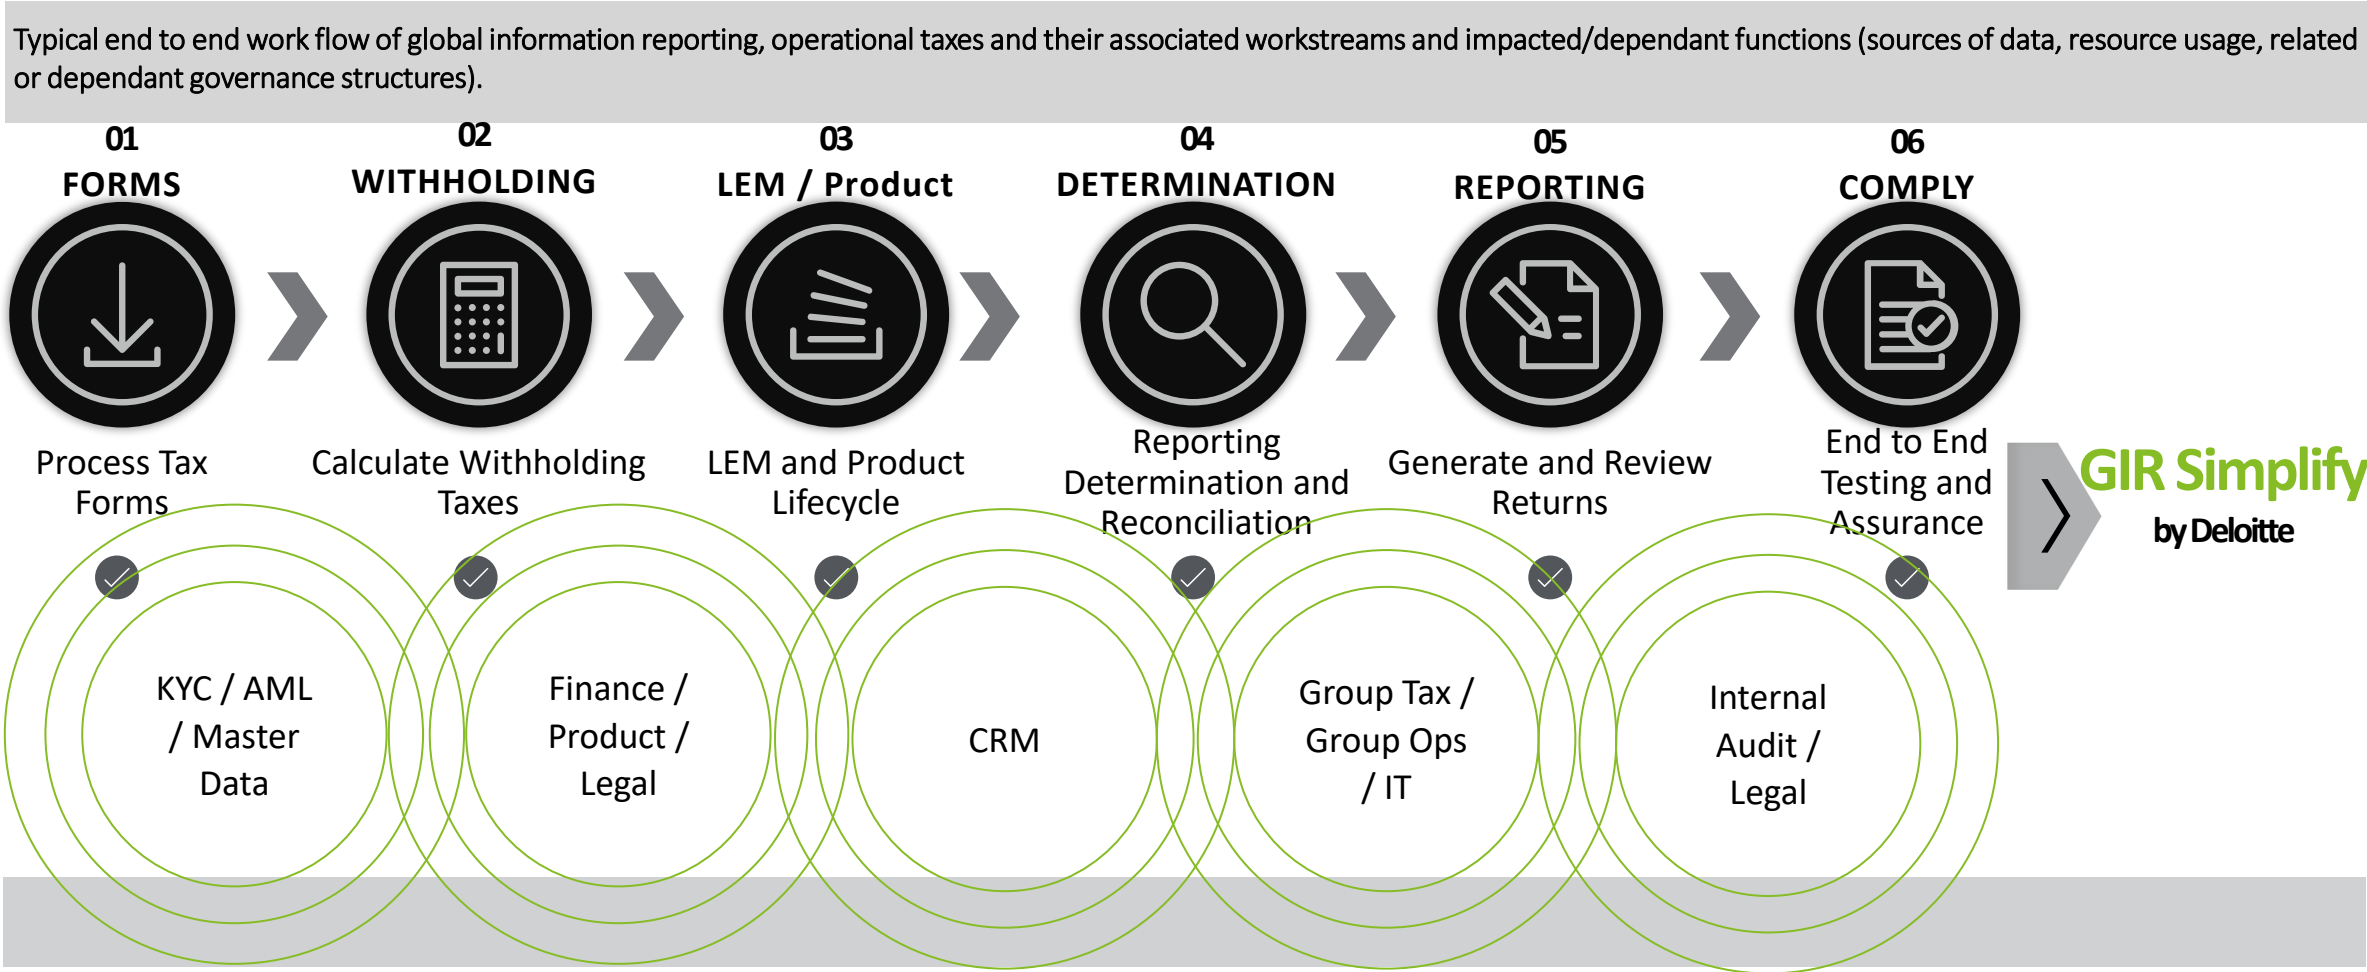 Typical end to end work flow of global information reporting, operational taxes and their associated workstreams and impacted/dependant functions (sources of data, resource usage, related
or dependant governance structures).
01
FORMS
02
WITHHOLDING
03
LEM / Product
04
DETERMINATION
05
REPORTING
06
COMPLY
Process Tax
Forms
Calculate Withholding
Taxes
LEM and Product
Lifecycle
Reporting
Determination and
Reconciliation
Generate and Review
Returns
End to End
Testing and
Assurance
GIR Simplify
by Deloitte
KYC / AML
/ Master
Data
Finance /
Product /
Legal
CRM
Group Tax /
Group Ops
/ IT
Internal
Audit /
Legal